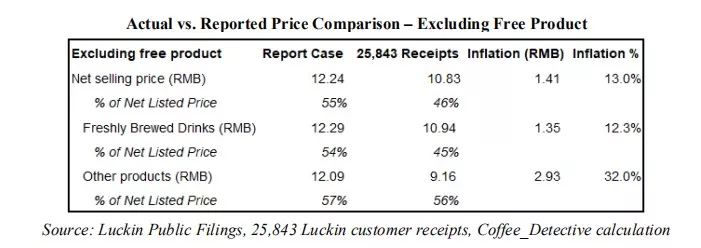 Actual vs. Reported Price Comparison – Excluding Free Product
Excluding free product Report Case 25,843 Receipts Inflation (RMB) Inflation %
Net selling price (RMB) 12.24 10.83 1.41 13.0%
% of Net Listed Price 55% 46%
Freshly Brewed Drinks (RMB) 12.29 10.94 1.35 12.3%
% of Net Listed Price 54% 45%
Other products (RMB) 12.09 9.16 2.93 32.0%
% of Net Listed Price 57% 56%
Source: Luckin Public Filings, 25,843 Luckin customer receipts, Coffee_Detective calculation